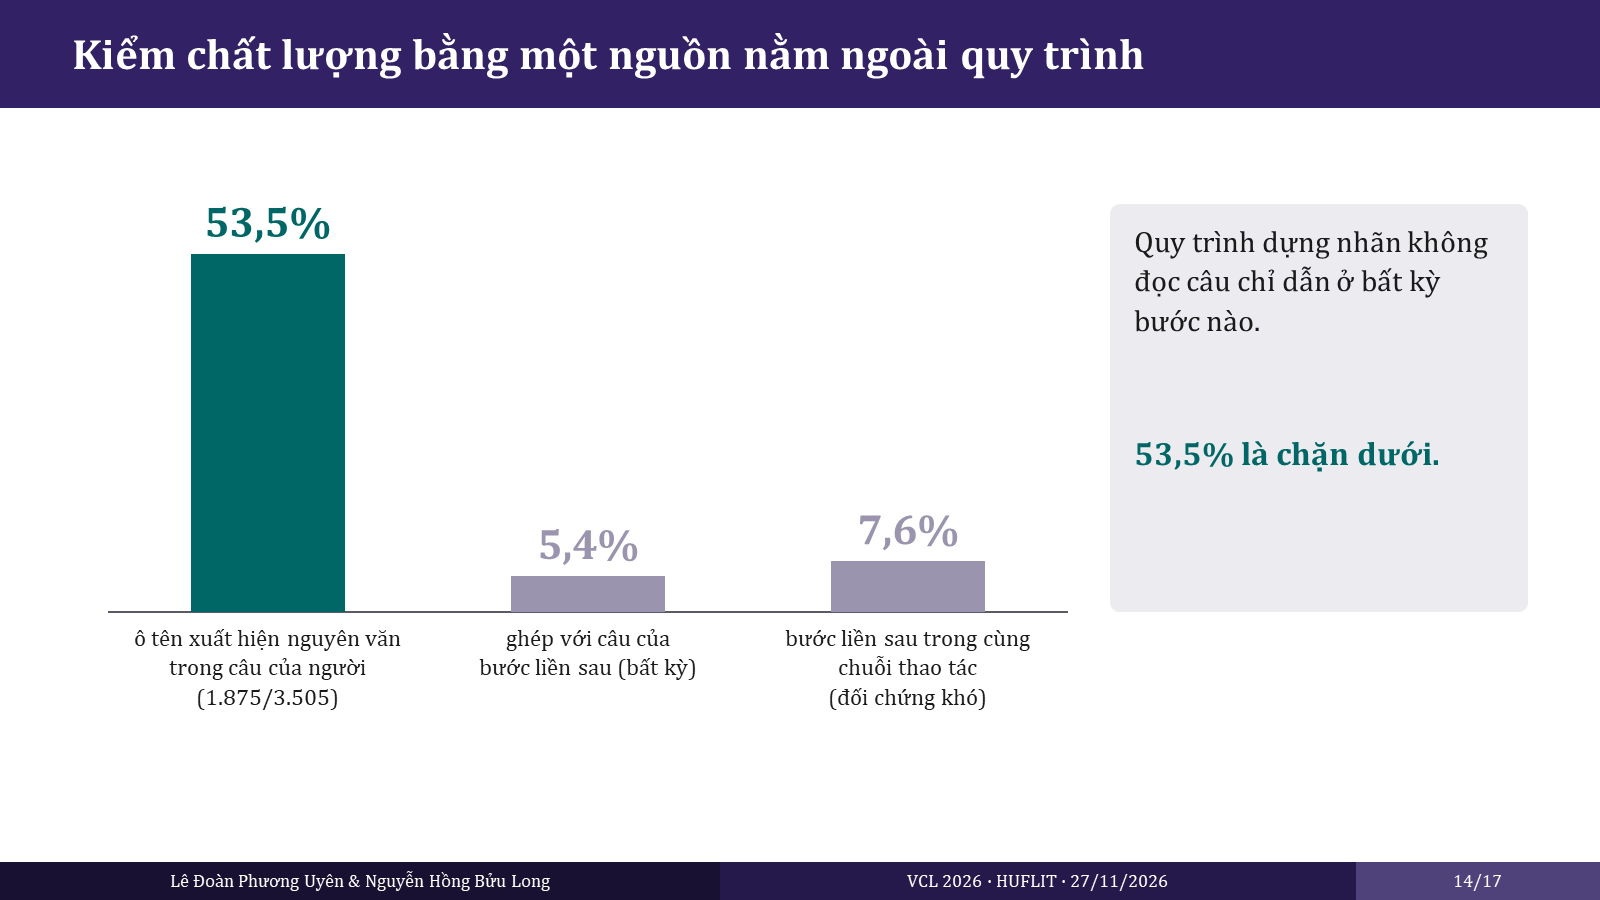 Kiểm chất lượng bằng một nguồn nằm ngoài quy trình
53,5%
5,4%
7,6%
ô tên xuất hiện nguyên văn
trong câu của người
(1.875/3.505)
ghép với câu của
bước liền sau (bất kỳ)
bước liền sau trong cùng
chuỗi thao tác
(đối chứng khó)
Quy trình dựng nhãn không
đọc câu chỉ dẫn ở bất kỳ
bước nào.
53,5% là chặn dưới.
Lê Đoàn Phương Uyên & Nguyễn Hồng Bửu Long
VCL 2026 · HUFLIT · 27/11/2026
14/17